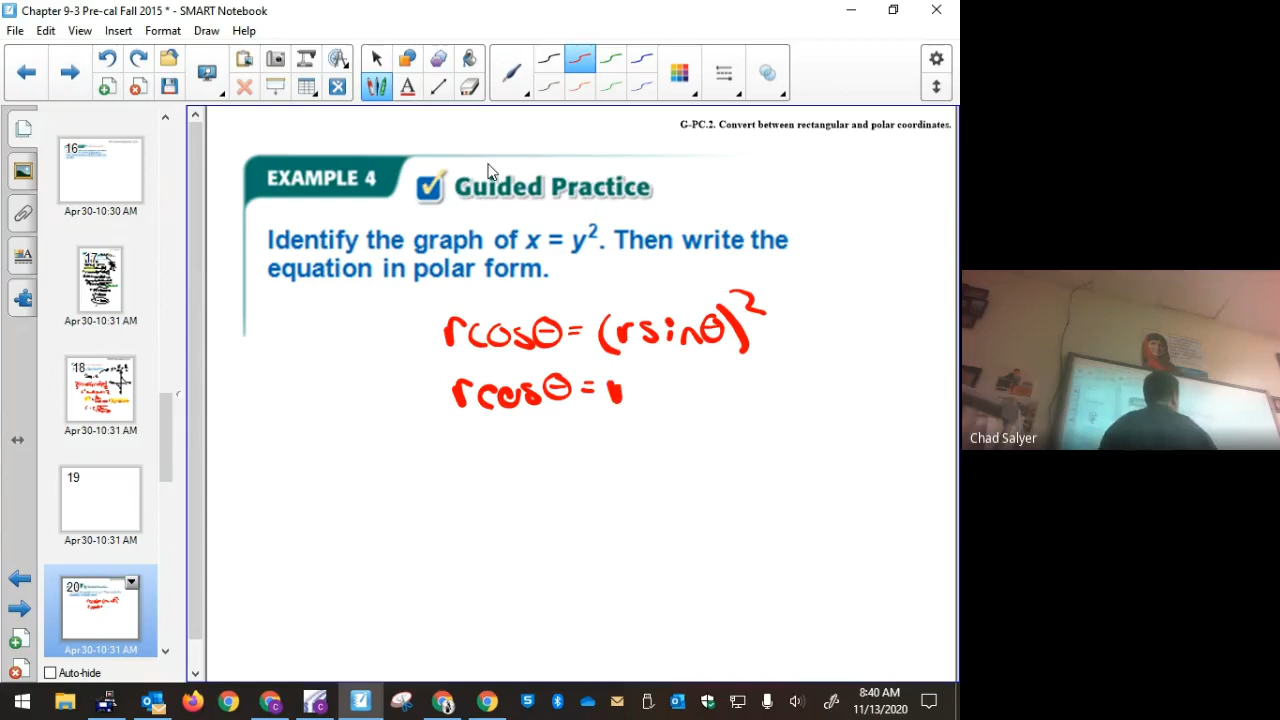 Chapter 9-3 Pre-cal Fall 2015 * - SMART Notebook
File Edit View Insert Format Draw Help
G-PC.2. Convert between rectangular and polar coordinates.
EXAMPLE 4 Guided Practice
Identify the graph of x = y². Then write the
equation in polar form.
rcosθ = (rsinθ)²
rcosθ = r
16
Apr30-10:30 AM
17
Apr30-10:31 AM
18
Apr30-10:31 AM
19
Apr30-10:31 AM
20
Apr30-10:31 AM
Auto-hide
Chad Salyer
8:40 AM
11/13/2020